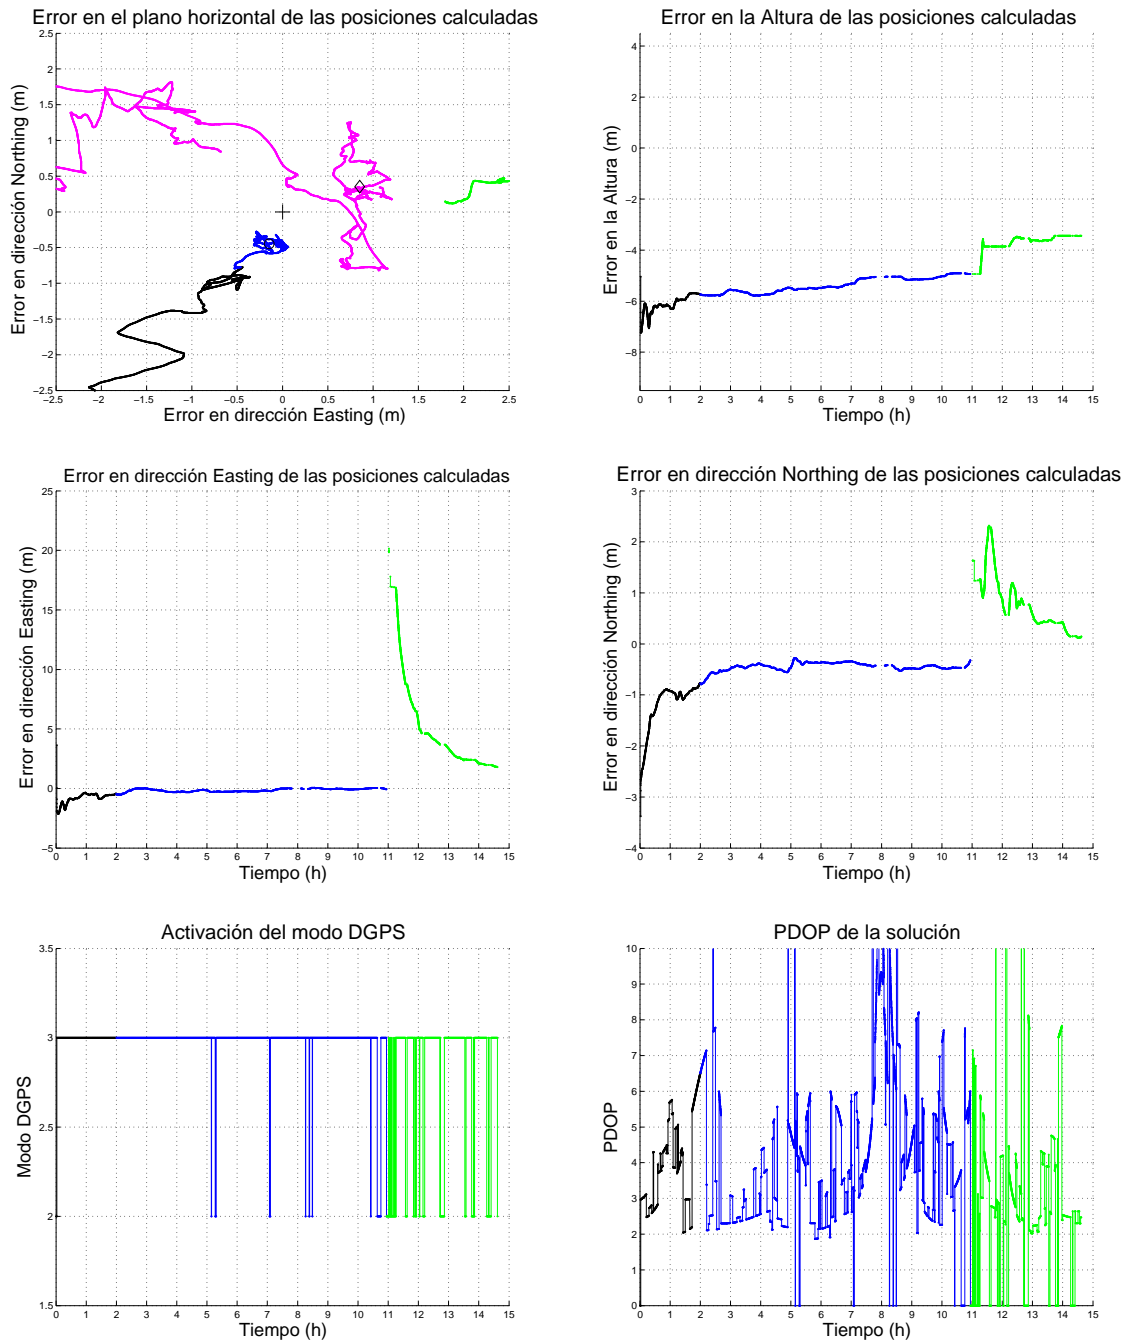 Error en el plano horizontal de las posiciones calculadas
Error en dirección Northing (m)
2.5
2
1.5
1
0.5
0
−0.5
−1
−1.5
−2
−2.5
−2.5 −2 −1.5 −1 −0.5 0 0.5 1 1.5 2 2.5
Error en dirección Easting (m)
Error en la Altura de las posiciones calculadas
Error en la Altura (m)
4
2
0
−2
−4
−6
−8
0 1 2 3 4 5 6 7 8 9 10 11 12 13 14 15
Tiempo (h)
Error en dirección Easting de las posiciones calculadas
Error en dirección Easting (m)
25
20
15
10
5
0
−5
0 1 2 3 4 5 6 7 8 9 10 11 12 13 14 15
Tiempo (h)
Error en dirección Northing de las posiciones calculadas
Error en dirección Northing (m)
3
2
1
0
−1
−2
−3
−4
0 1 2 3 4 5 6 7 8 9 10 11 12 13 14 15
Tiempo (h)
Activación del modo DGPS
Modo DGPS
3.5
3
2.5
2
1.5
0 1 2 3 4 5 6 7 8 9 10 11 12 13 14 15
Tiempo (h)
PDOP de la solución
PDOP
10
9
8
7
6
5
4
3
2
1
0
0 1 2 3 4 5 6 7 8 9 10 11 12 13 14 15
Tiempo (h)